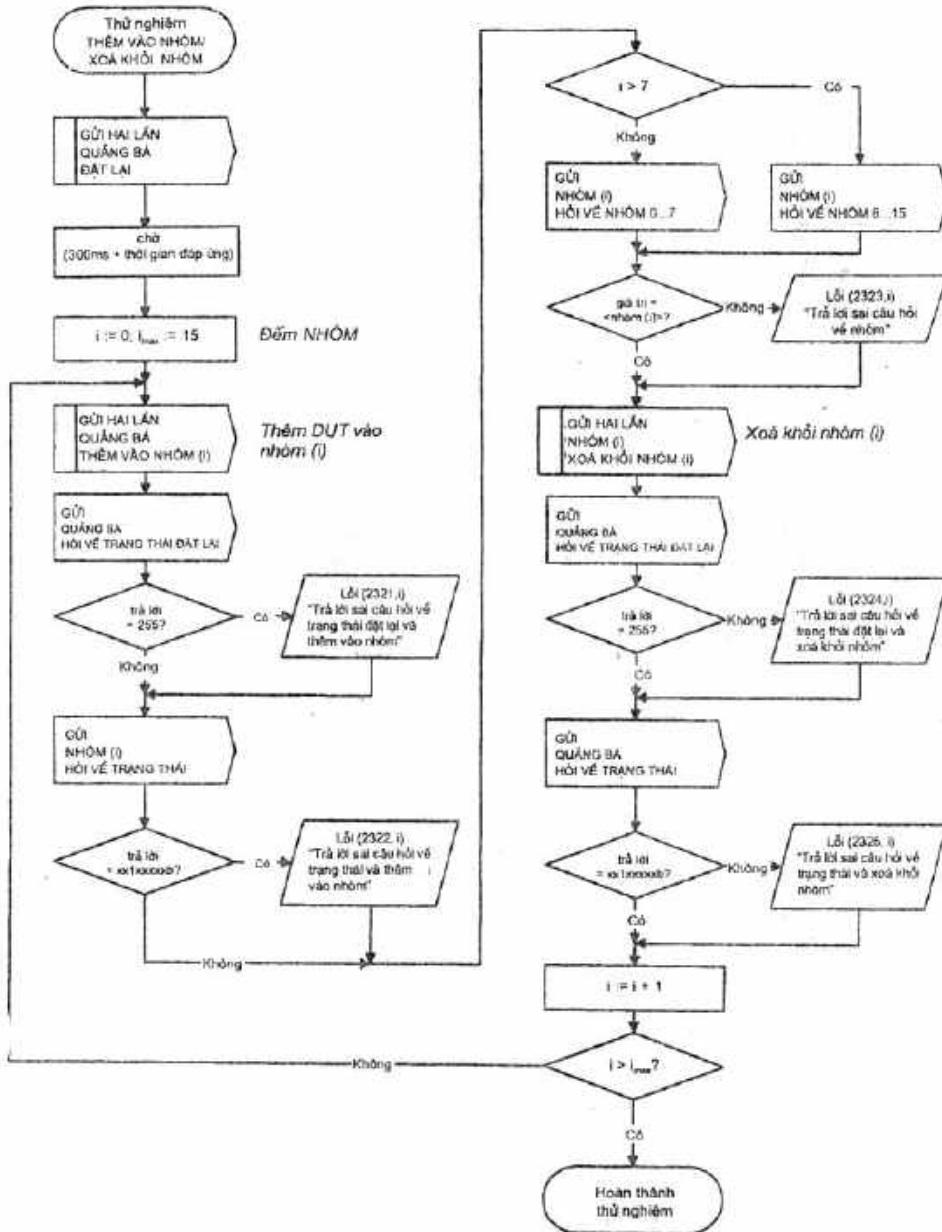 Thử nghiệm
THÊM VÀO NHÓM/
XOÁ KHỎI NHÓM
GỬI HAI LẦN
QUẢNG BÁ
ĐẶT LẠI
chờ
(300ms + thời gian đáp ứng)
i := 0; imax := 15
Đếm NHÓM
GỬI HAI LẦN
QUẢNG BÁ
THÊM VÀO NHÓM (i)
Thêm DUT vào
nhóm (i)
GỬI
QUẢNG BÁ
HỎI VỀ TRẠNG THÁI ĐẶT LẠI
trả lời
= 255?
Có
Lỗi (2321,i)
"Trả lời sai câu hỏi về
trạng thái đặt lại và
thêm vào nhóm"
Không
GỬI
NHÓM (i)
HỎI VỀ TRẠNG THÁI
trả lời
= xx1xxxxxb?
Có
Lỗi (2322, i)
"Trả lời sai câu hỏi về
trạng thái và thêm
vào nhóm"
Không
i > 7
Có
Không
GỬI
NHÓM (i)
HỎI VỀ NHÓM 0...7
GỬI
NHÓM (i)
HỎI VỀ NHÓM 8...15
giá trị =
<nhóm (i)>?
Không
Lỗi (2323,i)
"Trả lời sai câu hỏi
về nhóm"
Có
GỬI HAI LẦN
NHÓM (i)
XOÁ KHỎI NHÓM (i)
Xoá khỏi nhóm (i)
GỬI
QUẢNG BÁ
HỎI VỀ TRẠNG THÁI ĐẶT LẠI
trả lời
= 255?
Không
Lỗi (2324,i)
"Trả lời sai câu hỏi về
trạng thái đặt lại và
xoá khỏi nhóm"
Có
GỬI
QUẢNG BÁ
HỎI VỀ TRẠNG THÁI
trả lời
= xx1xxxxxb?
Không
Lỗi (2325, i)
"Trả lời sai câu hỏi về
trạng thái và xoá khỏi
nhóm"
Có
i := i + 1
i > imax?
Không
Có
Hoàn thành
thử nghiệm